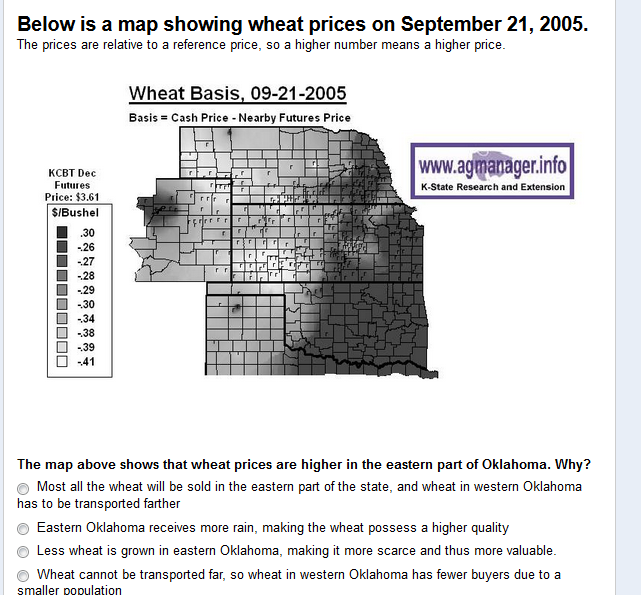 Below is a map showing wheat prices on September 21, 2005.
The prices are relative to a reference price, so a higher number means a higher price.
Wheat Basis, 09-21-2005
Basis = Cash Price - Nearby Futures Price
www.agmanager.info
K-State Research and Extension
KCBT Dec
Futures
Price: $3.61
$/Bushel
.30
-.26
-.27
-.28
-.29
-.30
-.34
-.38
-.39
-.41
The map above shows that wheat prices are higher in the eastern part of Oklahoma. Why?
Most all the wheat will be sold in the eastern part of the state, and wheat in western Oklahoma
has to be transported farther
Eastern Oklahoma receives more rain, making the wheat possess a higher quality
Less wheat is grown in eastern Oklahoma, making it more scarce and thus more valuable.
Wheat cannot be transported far, so wheat in western Oklahoma has fewer buyers due to a
smaller population